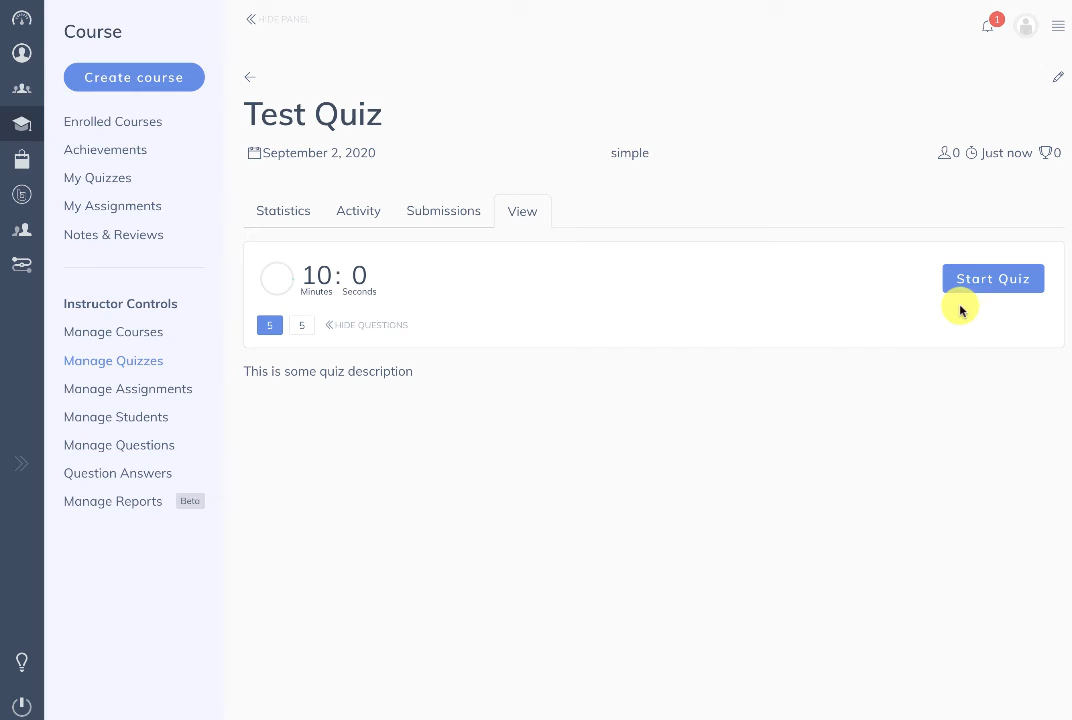 Course
Create course
Enrolled Courses
Achievements
My Quizzes
My Assignments
Notes & Reviews
Instructor Controls
Manage Courses
Manage Quizzes
Manage Assignments
Manage Students
Manage Questions
Question Answers
Manage Reports Beta
HIDE PANEL
1
Test Quiz
September 2, 2020 simple 0 Just now 0
Statistics Activity Submissions View
10 : 0
Minutes Seconds
Start Quiz
5 5 HIDE QUESTIONS
This is some quiz description